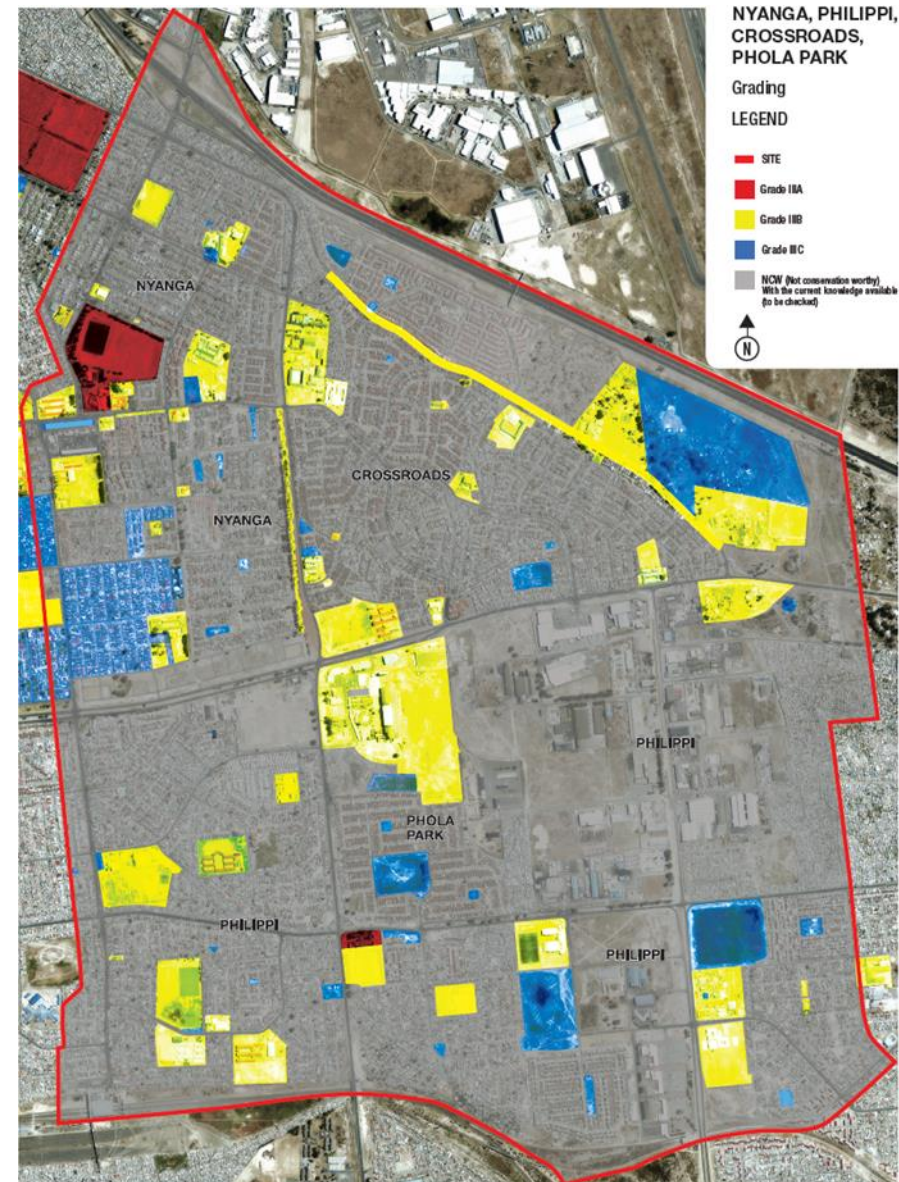 NYANGA, PHILIPPI,
CROSSROADS,
PHOLA PARK
Grading
LEGEND
SITE
Grade IIIA
Grade IIIB
Grade IIIC
NCW (Not conservation worthy)
With the current knowledge available
(to be checked)
N
NYANGA
CROSSROADS
NYANGA
PHILIPPI
PHOLA
PARK
PHILIPPI
PHILIPPI